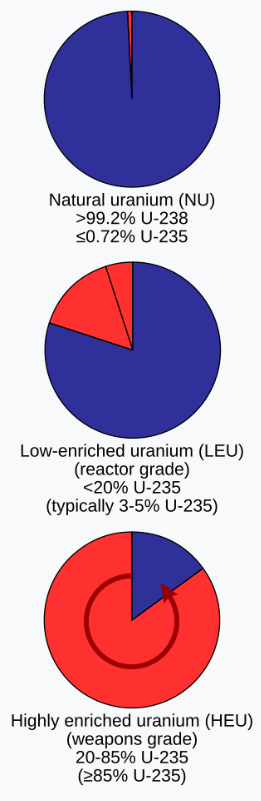 Natural uranium (NU)
>99.2% U-238
≤0.72% U-235
Low-enriched uranium (LEU)
(reactor grade)
<20% U-235
(typically 3-5% U-235)
Highly enriched uranium (HEU)
(weapons grade)
20-85% U-235
(≥85% U-235)